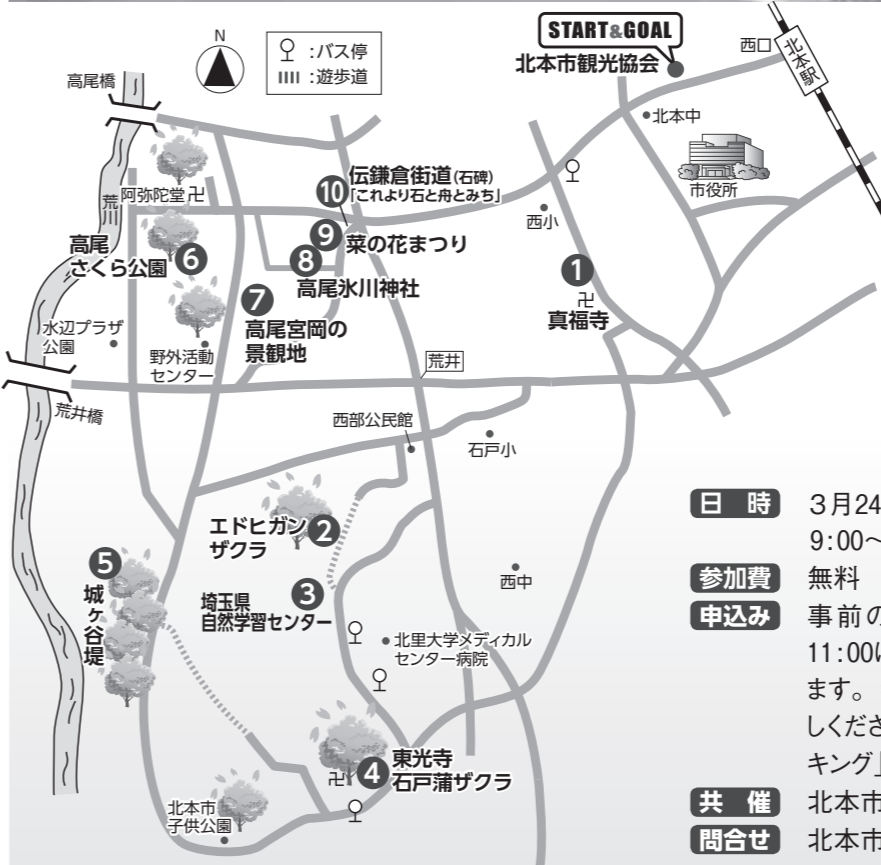 START&GOAL
北本市観光協会
西口
北本駅
N
:バス停
:遊歩道
高尾橋
北本中
市役所
荒川
阿弥陀堂卍
⑩
伝鎌倉街道(石碑)
「これより石と舟とみち」
西小
高尾
さくら公園
⑥
⑨
菜の花まつり
⑧
高尾氷川神社
①
卍
真福寺
⑦
高尾宮岡の
景観地
水辺プラザ
公園
野外活動
センター
荒井
荒井橋
西部公民館
石戸小
エドヒガン
ザクラ
②
⑤
城ヶ谷堤
埼玉県
自然学習センター
③
西中
北里大学メディカル
センター病院
卍
④
東光寺
石戸蒲ザクラ
北本市
子供公園
日 時 3月24
9:00~
参加費 無料
申込み 事前の
11:00
ます。
しくださ
キング」
共 催 北本市
問合せ 北本市